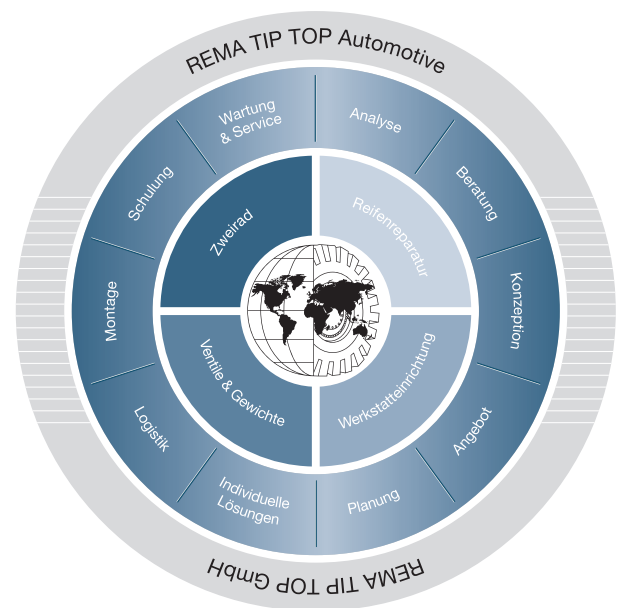 REMA TIP TOP Automotive
Analyse
Beratung
Konzeption
Angebot
Planung
Individuelle
Lösungen
Logistik
Montage
Schulung
Wartung
& Service
Zweirad
Reifenreparatur
Werkstatteinrichtung
Ventile & Gewichte
REMA TIP TOP GmbH